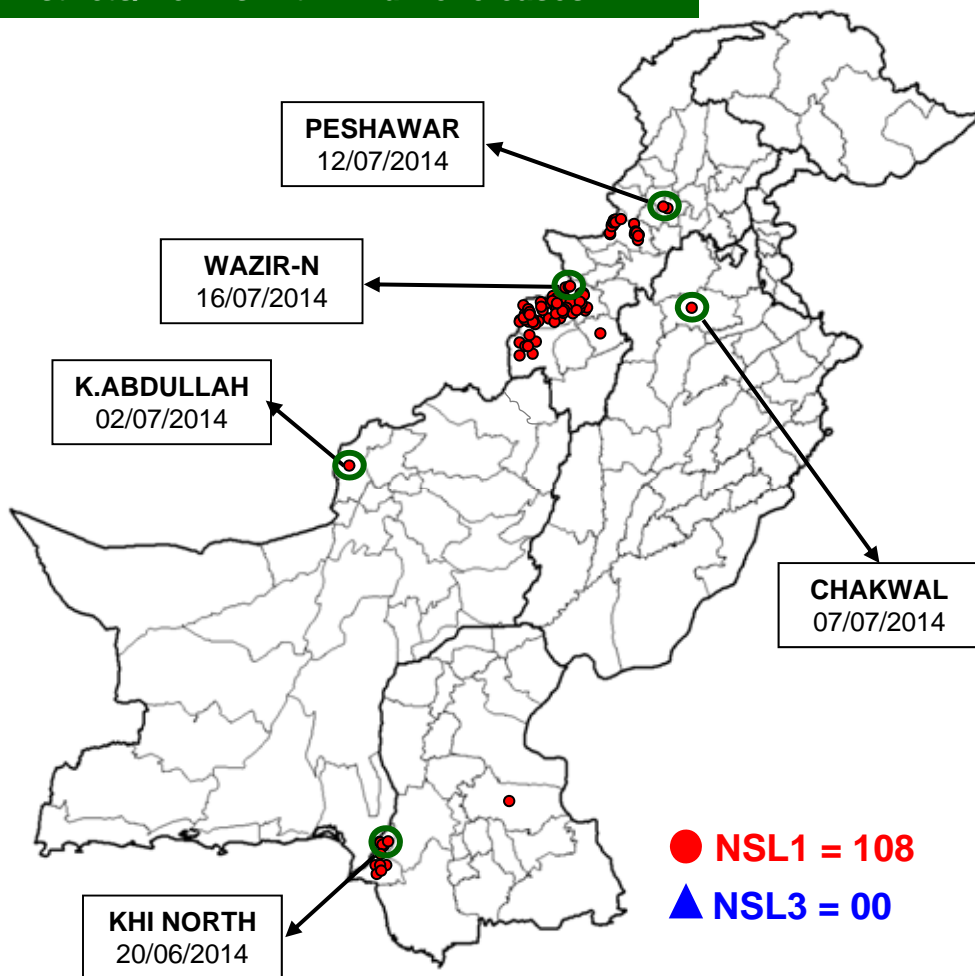 PESHAWAR
12/07/2014
WAZIR-N
16/07/2014
K.ABDULLAH
02/07/2014
CHAKWAL
07/07/2014
NSL1 = 108
NSL3 = 00
KHI NORTH
20/06/2014